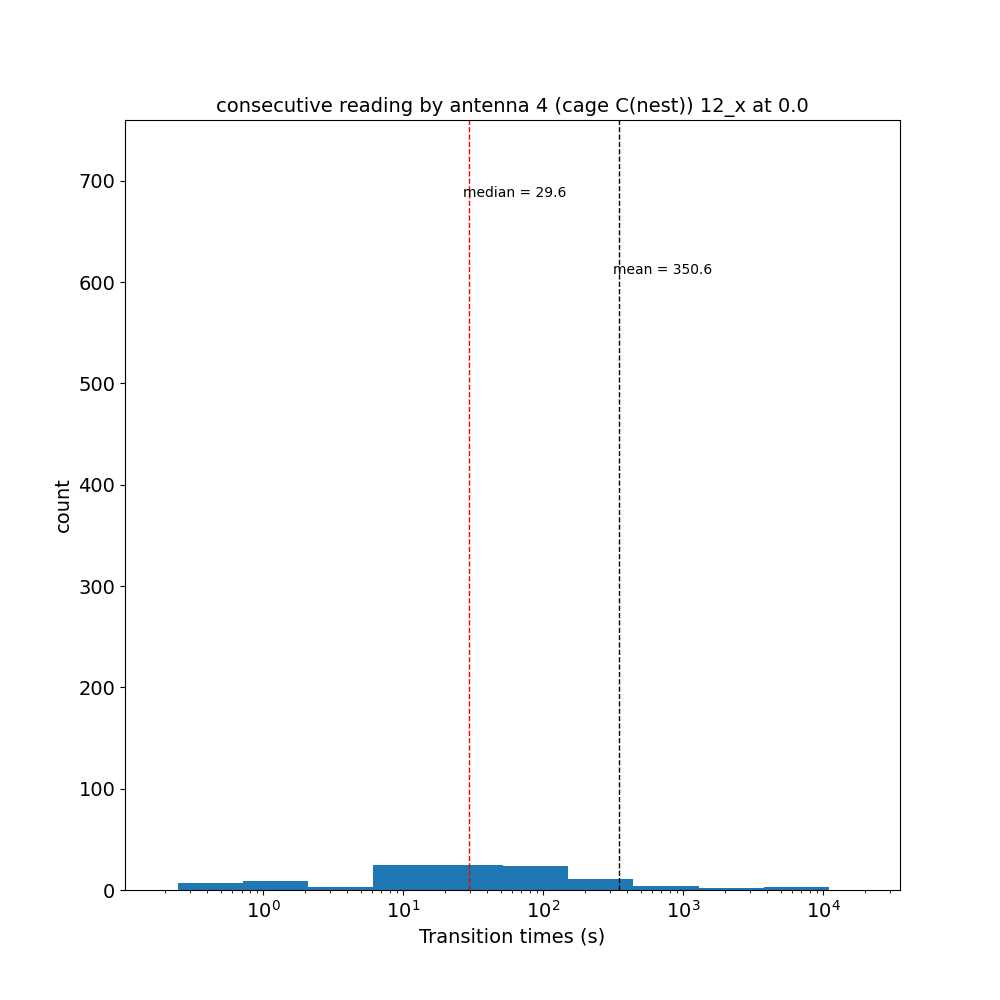 consecutive reading by antenna 4 (cage C(nest)) 12_x at 0.0
700
median = 29.6
mean = 350.6
600
500
400
count
300
200
100
0
10⁰ 10¹ 10² 10³ 10⁴
Transition times (s)